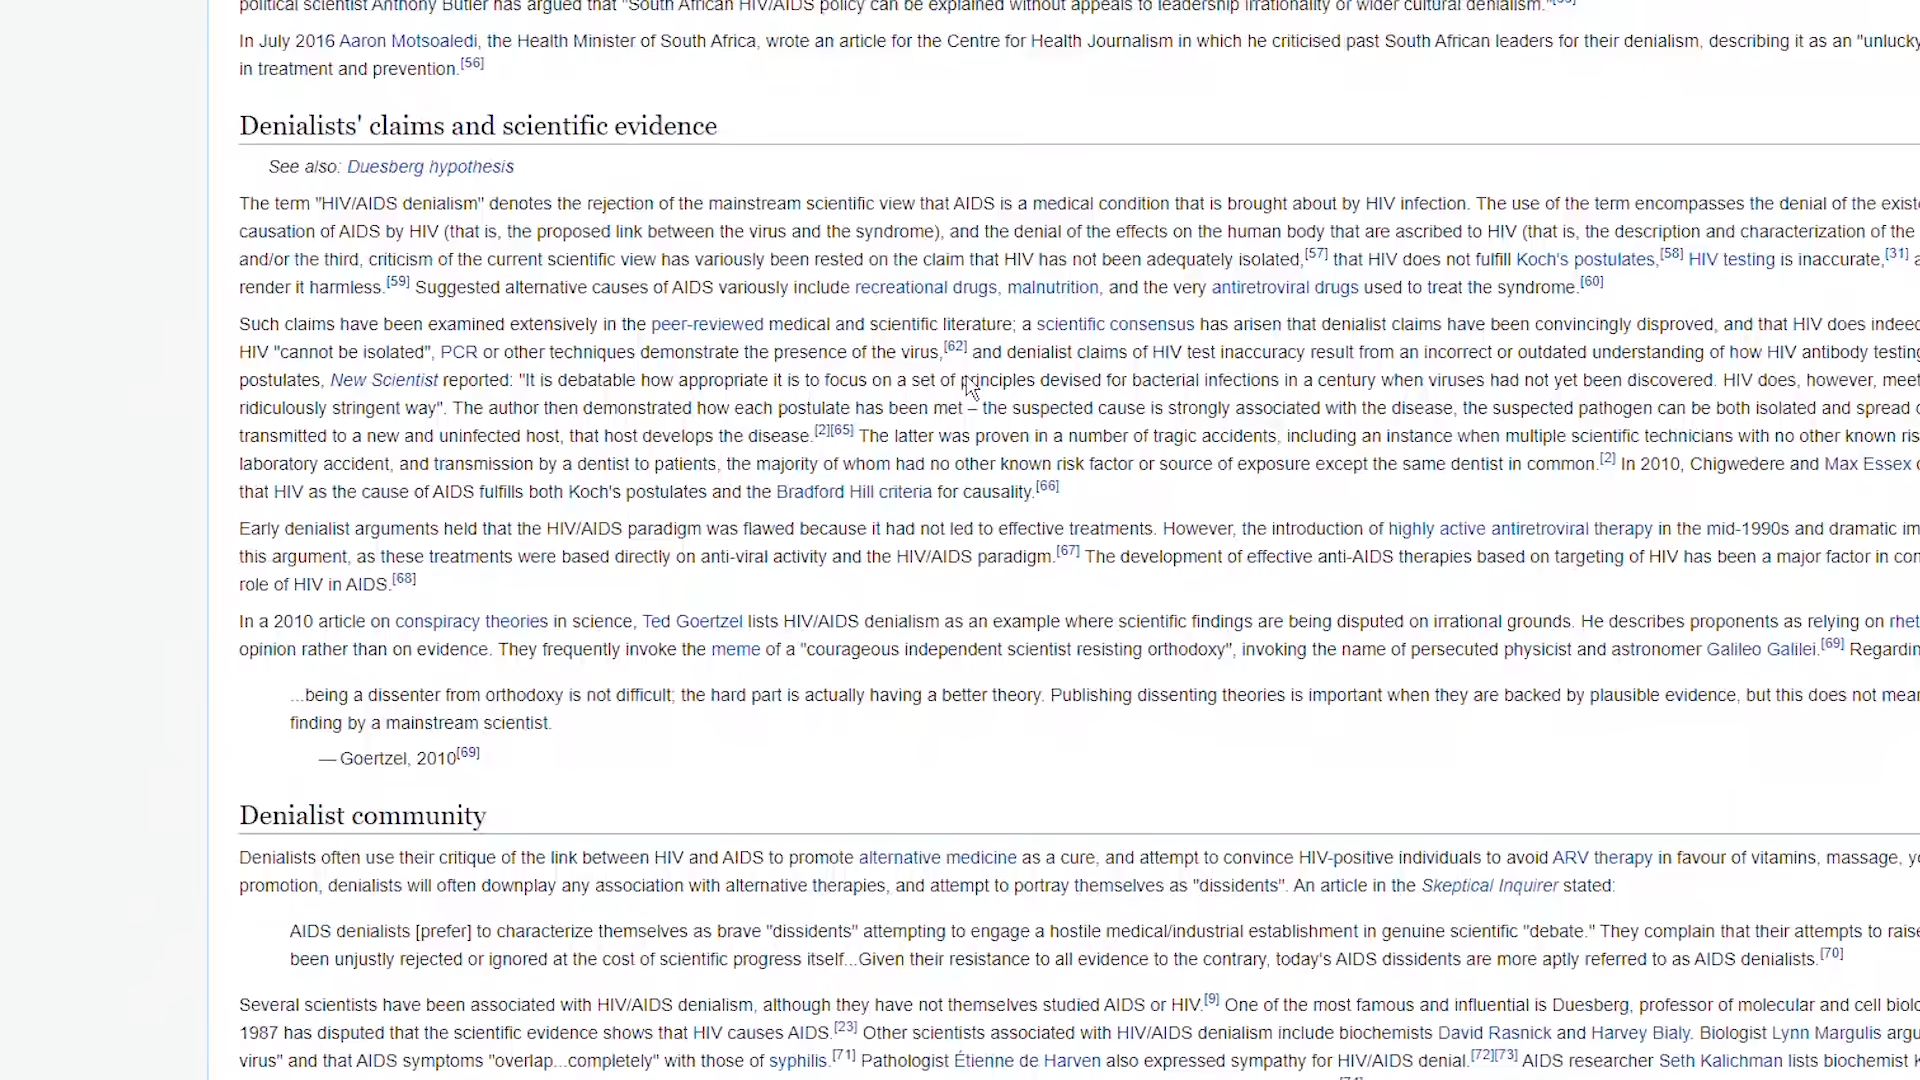 political scientist Anthony Butler has argued that "South African HIV/AIDS policy can be explained without appeals to leadership irrationality or wider cultural denialism."
In July 2016 Aaron Motsoaledi, the Health Minister of South Africa, wrote an article for the Centre for Health Journalism in which he criticised past South African leaders for their denialism, describing it as an "unlucky
in treatment and prevention.[56]
Denialists' claims and scientific evidence
See also: Duesberg hypothesis
The term "HIV/AIDS denialism" denotes the rejection of the mainstream scientific view that AIDS is a medical condition that is brought about by HIV infection. The use of the term encompasses the denial of the exist
causation of AIDS by HIV (that is, the proposed link between the virus and the syndrome), and the denial of the effects on the human body that are ascribed to HIV (that is, the description and characterization of the
and/or the third, criticism of the current scientific view has variously been rested on the claim that HIV has not been adequately isolated,[57] that HIV does not fulfill Koch's postulates,[58] HIV testing is inaccurate,[31] a
render it harmless.[59] Suggested alternative causes of AIDS variously include recreational drugs, malnutrition, and the very antiretroviral drugs used to treat the syndrome.[60]
Such claims have been examined extensively in the peer-reviewed medical and scientific literature; a scientific consensus has arisen that denialist claims have been convincingly disproved, and that HIV does indeed
HIV "cannot be isolated", PCR or other techniques demonstrate the presence of the virus,[62] and denialist claims of HIV test inaccuracy result from an incorrect or outdated understanding of how HIV antibody testing
postulates, New Scientist reported: "It is debatable how appropriate it is to focus on a set of principles devised for bacterial infections in a century when viruses had not yet been discovered. HIV does, however, meet
ridiculously stringent way". The author then demonstrated how each postulate has been met – the suspected cause is strongly associated with the disease, the suspected pathogen can be both isolated and spread o
transmitted to a new and uninfected host, that host develops the disease.[2][65] The latter was proven in a number of tragic accidents, including an instance when multiple scientific technicians with no other known ris
laboratory accident, and transmission by a dentist to patients, the majority of whom had no other known risk factor or source of exposure except the same dentist in common.[2] In 2010, Chigwedere and Max Essex
that HIV as the cause of AIDS fulfills both Koch's postulates and the Bradford Hill criteria for causality.[66]
Early denialist arguments held that the HIV/AIDS paradigm was flawed because it had not led to effective treatments. However, the introduction of highly active antiretroviral therapy in the mid-1990s and dramatic im
this argument, as these treatments were based directly on anti-viral activity and the HIV/AIDS paradigm.[67] The development of effective anti-AIDS therapies based on targeting of HIV has been a major factor in con
role of HIV in AIDS.[68]
In a 2010 article on conspiracy theories in science, Ted Goertzel lists HIV/AIDS denialism as an example where scientific findings are being disputed on irrational grounds. He describes proponents as relying on rhet
opinion rather than on evidence. They frequently invoke the meme of a "courageous independent scientist resisting orthodoxy", invoking the name of persecuted physicist and astronomer Galileo Galilei.[69] Regardin
...being a dissenter from orthodoxy is not difficult; the hard part is actually having a better theory. Publishing dissenting theories is important when they are backed by plausible evidence, but this does not mean
finding by a mainstream scientist.
— Goertzel, 2010[69]
Denialist community
Denialists often use their critique of the link between HIV and AIDS to promote alternative medicine as a cure, and attempt to convince HIV-positive individuals to avoid ARV therapy in favour of vitamins, massage, yo
promotion, denialists will often downplay any association with alternative therapies, and attempt to portray themselves as "dissidents". An article in the Skeptical Inquirer stated:
AIDS denialists [prefer] to characterize themselves as brave "dissidents" attempting to engage a hostile medical/industrial establishment in genuine scientific "debate." They complain that their attempts to raise
been unjustly rejected or ignored at the cost of scientific progress itself...Given their resistance to all evidence to the contrary, today's AIDS dissidents are more aptly referred to as AIDS denialists.[70]
Several scientists have been associated with HIV/AIDS denialism, although they have not themselves studied AIDS or HIV.[9] One of the most famous and influential is Duesberg, professor of molecular and cell biolo
1987 has disputed that the scientific evidence shows that HIV causes AIDS.[23] Other scientists associated with HIV/AIDS denialism include biochemists David Rasnick and Harvey Bialy. Biologist Lynn Margulis argu
virus" and that AIDS symptoms "overlap...completely" with those of syphilis.[71] Pathologist Étienne de Harven also expressed sympathy for HIV/AIDS denial.[72][73] AIDS researcher Seth Kalichman lists biochemist